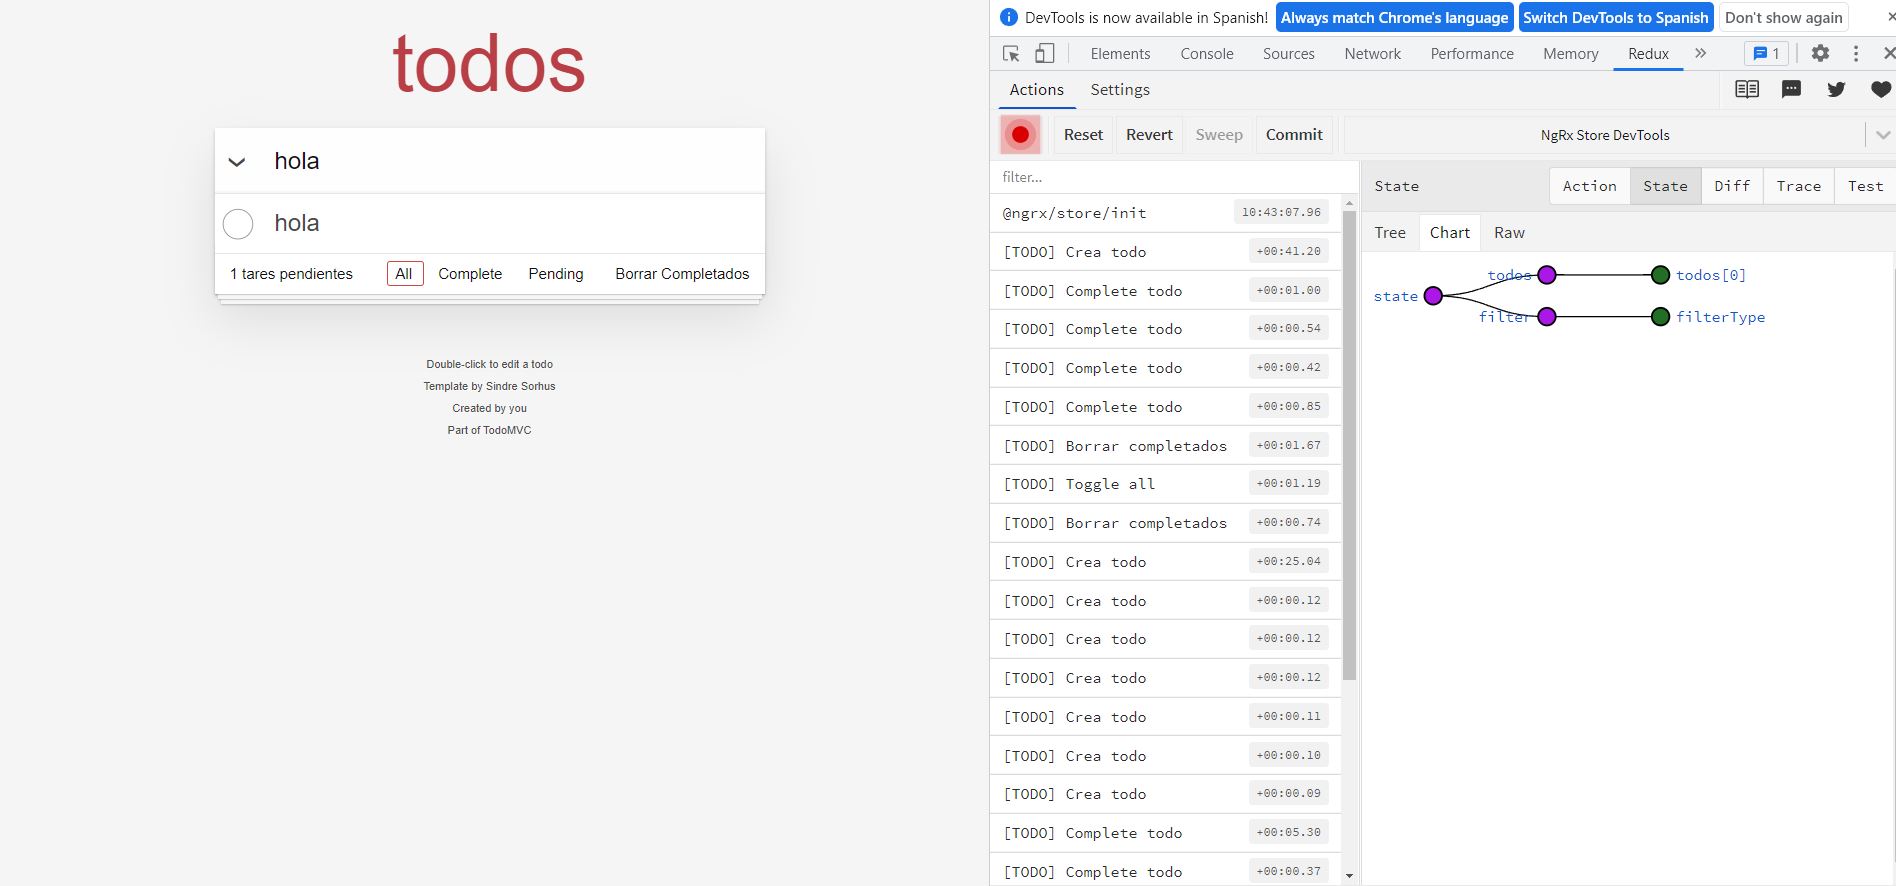 todos
hola
hola
1 tares pendientes All Complete Pending Borrar Completados
Double-click to edit a todo
Template by Sindre Sorhus
Created by you
Part of TodoMVC
DevTools is now available in Spanish! Always match Chrome's language Switch DevTools to Spanish Don't show again
Elements Console Sources Network Performance Memory Redux 1
Actions Settings
Reset Revert Sweep Commit NgRx Store DevTools
filter...
@ngrx/store/init 10:43:07.96
[TODO] Crea todo +00:41.20
[TODO] Complete todo +00:01.00
[TODO] Complete todo +00:00.54
[TODO] Complete todo +00:00.42
[TODO] Complete todo +00:00.85
[TODO] Borrar completados +00:01.67
[TODO] Toggle all +00:01.19
[TODO] Borrar completados +00:00.74
[TODO] Crea todo +00:25.04
[TODO] Crea todo +00:00.12
[TODO] Crea todo +00:00.12
[TODO] Crea todo +00:00.12
[TODO] Crea todo +00:00.11
[TODO] Crea todo +00:00.10
[TODO] Crea todo +00:00.09
[TODO] Complete todo +00:05.30
[TODO] Complete todo +00:00.37
State Action State Diff Trace Test
Tree Chart Raw
todos todos[0]
state
filter filterType